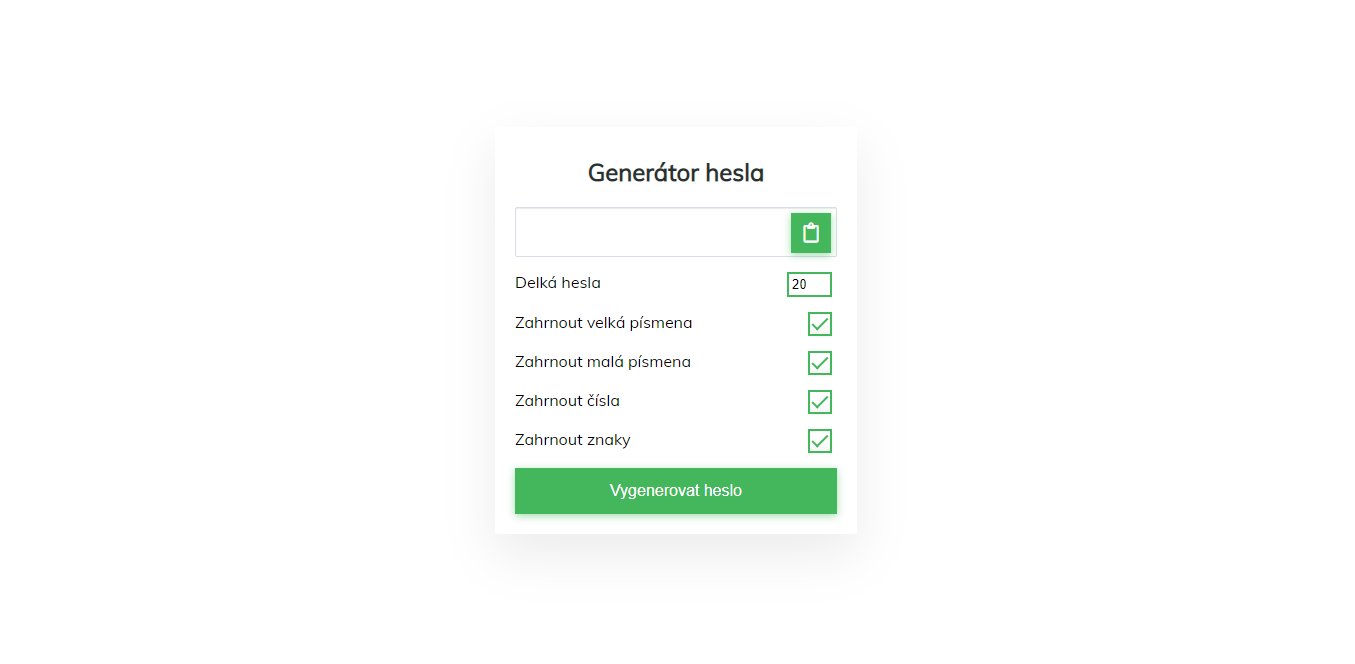 Generátor hesla
Delká hesla
20
Zahrnout velká písmena
Zahrnout malá písmena
Zahrnout čísla
Zahrnout znaky
Vygenerovat heslo